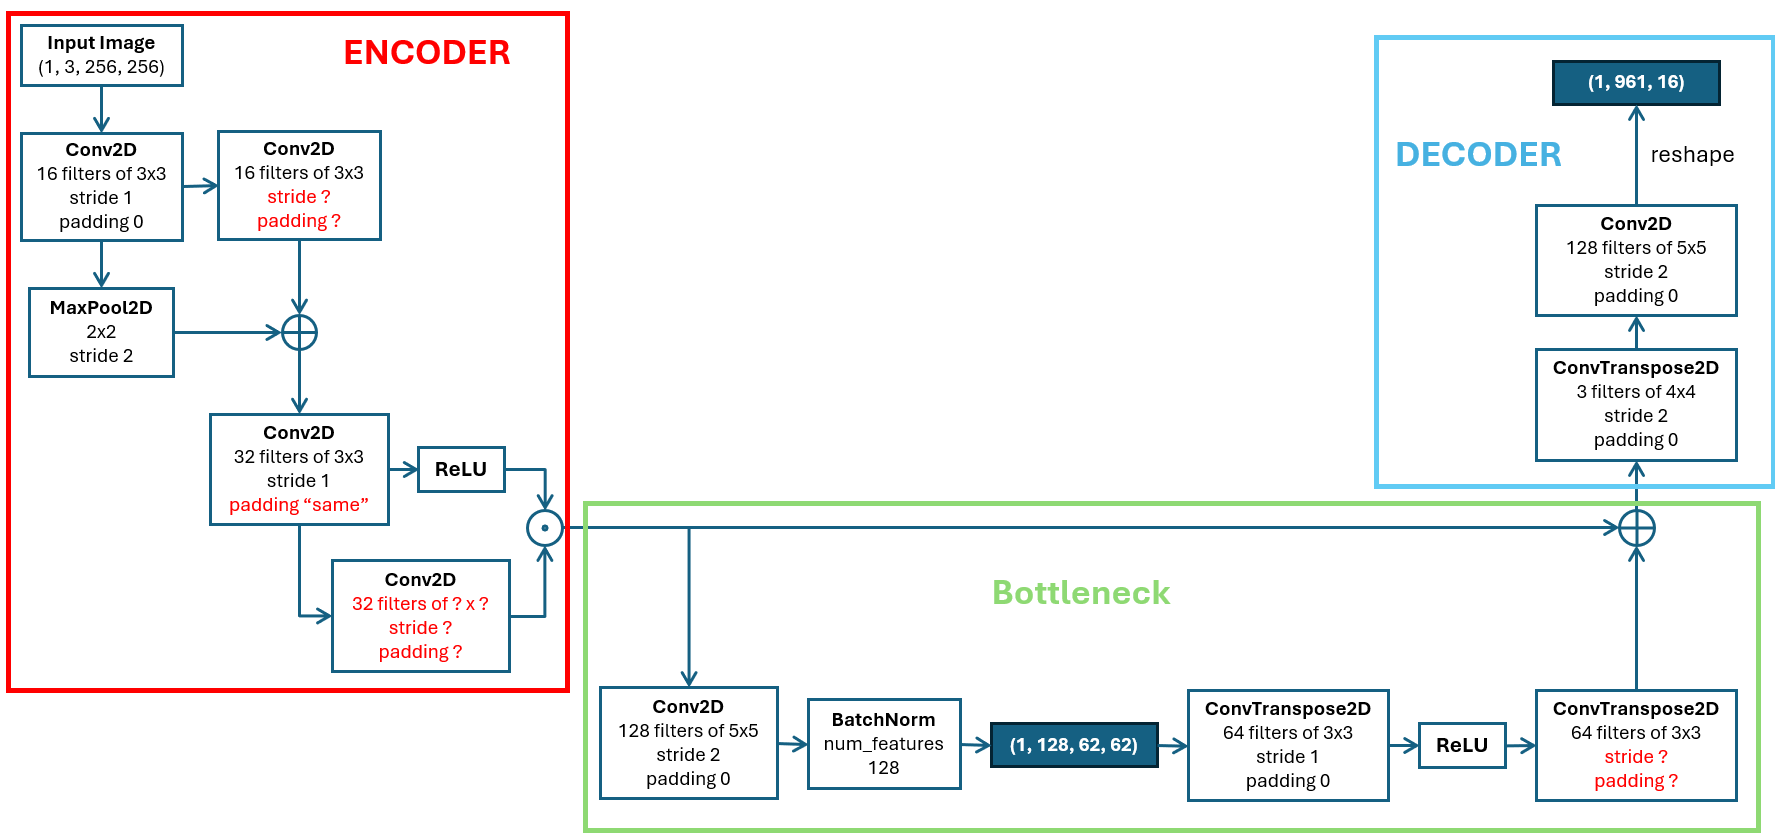 ENCODER
Input Image
(1, 3, 256, 256)
Conv2D
16 filters of 3x3
stride 1
padding 0
Conv2D
16 filters of 3x3
stride ?
padding ?
MaxPool2D
2x2
stride 2
Conv2D
32 filters of 3x3
stride 1
padding “same”
ReLU
Conv2D
32 filters of ? x ?
stride ?
padding ?
Bottleneck
Conv2D
128 filters of 5x5
stride 2
padding 0
BatchNorm
num_features
128
(1, 128, 62, 62)
ConvTranspose2D
64 filters of 3x3
stride 1
padding 0
ReLU
ConvTranspose2D
64 filters of 3x3
stride ?
padding ?
DECODER
(1, 961, 16)
reshape
Conv2D
128 filters of 5x5
stride 2
padding 0
ConvTranspose2D
3 filters of 4x4
stride 2
padding 0